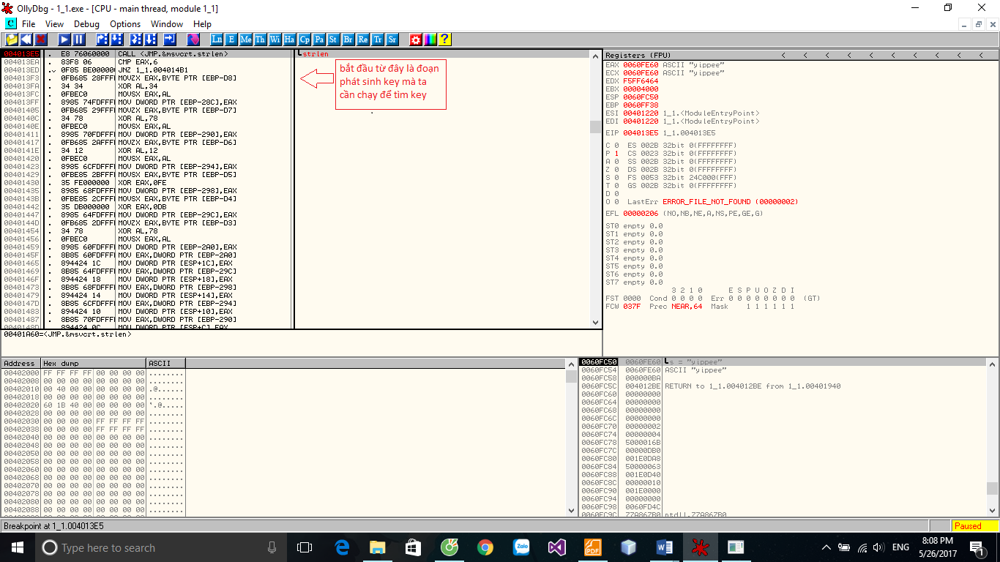 OllyDbg - 1_1.exe - [CPU - main thread, module 1_1]
C File View Debug Options Window Help
Ln E Me Th Wi Ha Cp Pa St Br Re Tr Sr ?
004013E5 . E8 76060000 CALL <JMP.&msvcrt.strlen> strlen
004013EA . 83F8 06 CMP EAX,6
004013ED . 0F85 BE000000 JNZ 1_1.004014B1
004013F3 . 0FB685 28FFFF MOVZX EAX,BYTE PTR [EBP-D8]
004013FA . 34 34 XOR AL,34
004013FC . 0FBEC0 MOVSX EAX,AL
004013FF . 8985 74FDFFFF MOV DWORD PTR [EBP-28C],EAX
00401405 . 0FB685 29FFFF MOVZX EAX,BYTE PTR [EBP-D7]
0040140C . 34 78 XOR AL,78
0040140E . 0FBEC0 MOVSX EAX,AL
00401411 . 8985 70FDFFFF MOV DWORD PTR [EBP-290],EAX
00401417 . 0FB685 2AFFFF MOVZX EAX,BYTE PTR [EBP-D6]
0040141E . 34 12 XOR AL,12
00401420 . 0FBEC0 MOVSX EAX,AL
00401423 . 8985 6CFDFFFF MOV DWORD PTR [EBP-294],EAX
00401429 . 0FBE85 2BFFFF MOVSX EAX,BYTE PTR [EBP-D5]
00401430 . 35 FE000000 XOR EAX,0FE
00401435 . 8985 68FDFFFF MOV DWORD PTR [EBP-298],EAX
0040143B . 0FBE85 2CFFFF MOVSX EAX,BYTE PTR [EBP-D4]
00401442 . 35 DB000000 XOR EAX,0DB
00401447 . 8985 64FDFFFF MOV DWORD PTR [EBP-29C],EAX
0040144D . 0FB685 2DFFFF MOVZX EAX,BYTE PTR [EBP-D3]
00401454 . 34 78 XOR AL,78
00401456 . 0FBEC0 MOVSX EAX,AL
00401459 . 8985 60FDFFFF MOV DWORD PTR [EBP-2A0],EAX
0040145F . 8B85 60FDFFFF MOV EAX,DWORD PTR [EBP-2A0]
00401465 . 894424 1C MOV DWORD PTR [ESP+1C],EAX
00401469 . 8B85 64FDFFFF MOV EAX,DWORD PTR [EBP-29C]
0040146F . 894424 18 MOV DWORD PTR [ESP+18],EAX
00401473 . 8B85 68FDFFFF MOV EAX,DWORD PTR [EBP-298]
00401479 . 894424 14 MOV DWORD PTR [ESP+14],EAX
0040147D . 8B85 6CFDFFFF MOV EAX,DWORD PTR [EBP-294]
00401483 . 894424 10 MOV DWORD PTR [ESP+10],EAX
00401487 . 8B85 70FDFFFF MOV EAX,DWORD PTR [EBP-290]
0040148D . 894424 0C MOV DWORD PTR [ESP+C],EAX
bắt đầu từ đây là đoạn
phát sinh key mà ta
cần chạy để tìm key
00401A60=<JMP.&msvcrt.strlen>
Registers (FPU) < < < < < < < < < <
EAX 0060FE60 ASCII "yippee"
ECX 0060FE60 ASCII "yippee"
EDX F5FF6464
EBX 00004000
ESP 0060FC50
EBP 0060FF38
ESI 00401220 1_1.<ModuleEntryPoint>
EDI 00401220 1_1.<ModuleEntryPoint>
EIP 004013E5 1_1.004013E5
C 0 ES 002B 32bit 0(FFFFFFFF)
P 1 CS 0023 32bit 0(FFFFFFFF)
A 0 SS 002B 32bit 0(FFFFFFFF)
Z 0 DS 002B 32bit 0(FFFFFFFF)
S 0 FS 0053 32bit 24C000(FFF)
T 0 GS 002B 32bit 0(FFFFFFFF)
D 0
O 0 LastErr ERROR_FILE_NOT_FOUND (00000002)
EFL 00000206 (NO,NB,NE,A,NS,PE,GE,G)
ST0 empty 0.0
ST1 empty 0.0
ST2 empty 0.0
ST3 empty 0.0
ST4 empty 0.0
ST5 empty 0.0
ST6 empty 0.0
ST7 empty 0.0
3 2 1 0 E S P U O Z D I
FST 0000 Cond 0 0 0 0 Err 0 0 0 0 0 0 0 0 (GT)
FCW 037F Prec NEAR,64 Mask 1 1 1 1 1 1
Address Hex dump ASCII
00402000 FF FF FF FF 00 00 00 00 ........
00402008 00 00 00 00 00 00 00 00 ........
00402010 00 40 00 00 00 00 00 00 .@......
00402018 00 00 00 00 00 00 00 00 ........
00402020 60 1B 40 00 00 00 00 00 `.@.....
00402028 00 00 00 00 00 00 00 00 ........
00402030 00 00 00 00 FF FF FF FF ........
00402038 00 00 00 00 FF FF FF FF ........
00402040 00 00 00 00 00 00 00 00 ........
00402048 00 00 00 00 00 00 00 00 ........
00402050 00 00 00 00 00 00 00 00 ........
00402058 00 00 00 00 00 00 00 00 ........
00402060 00 00 00 00 00 00 00 00 ........
00402068 00 00 00 00 00 00 00 00 ........
00402070 00 00 00 00 00 00 00 00 ........
00402078 00 00 00 00 00 00 00 00 ........
00402080 00 00 00 00 00 00 00 00 ........
00402088 00 00 00 00 00 00 00 00 ........
0060FC50 0060FE60 s = "yippee"
0060FC54 0060FE60 ASCII "yippee"
0060FC58 000000BA
0060FC5C 004012BE RETURN to 1_1.004012BE from 1_1.00401940
0060FC60 00000000
0060FC64 00000000
0060FC68 00000000
0060FC6C 00000000
0060FC70 00000002
0060FC74 00000004
0060FC78 5000016B
0060FC7C 00000DB0
0060FC80 001E0DA8
0060FC84 50000063
0060FC88 001E0D40
0060FC8C 00000010
0060FC90 001E0000
0060FC94 00000000
0060FC98 0060FD4C
0060FC9C 77A867B0 ntdll.77A867B0
Breakpoint at 1_1.004013E5 Paused
Type here to search
Zalo
PDF
ENG
8:08 PM
5/26/2017
1